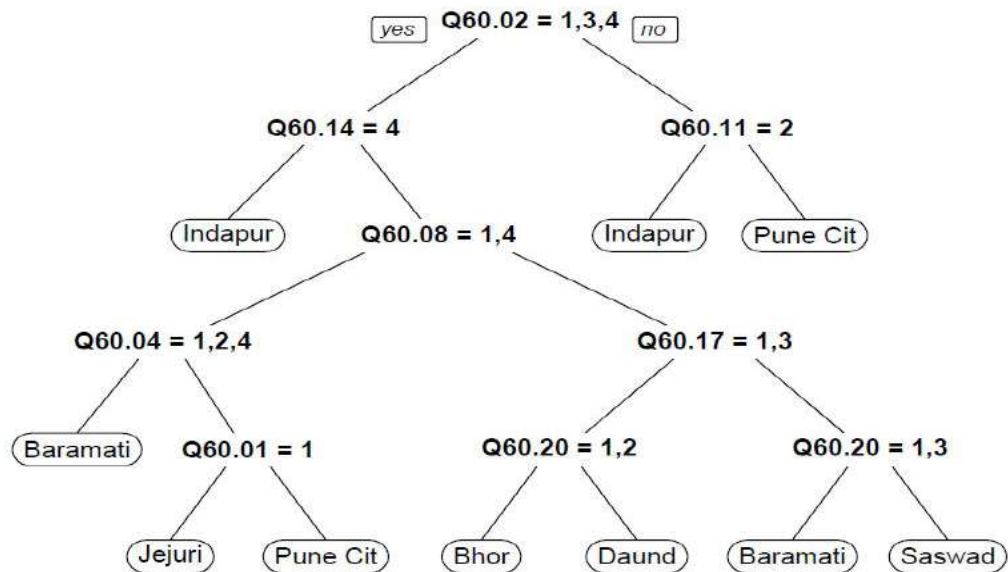 yes Q60.02 = 1,3,4 no
Q60.14 = 4 Q60.11 = 2
Indapur Q60.08 = 1,4 Indapur Pune Cit
Q60.04 = 1,2,4 Q60.17 = 1,3
Baramati Q60.01 = 1 Q60.20 = 1,2 Q60.20 = 1,3
Jejuri Pune Cit Bhor Daund Baramati Saswad